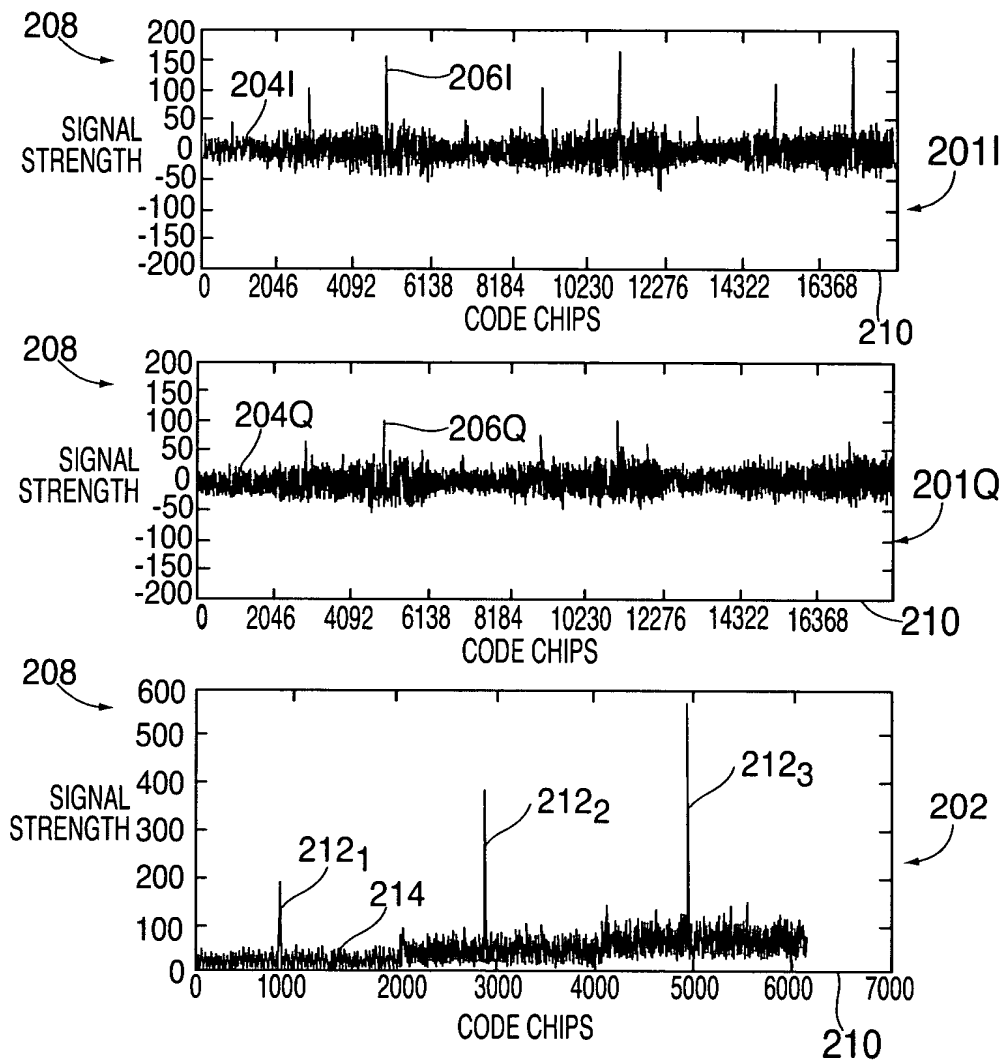 208
200
150
100
50
0
-50
-100
-150
-200
SIGNAL
STRENGTH
204I
206I
201I
0 2046 4092 6138 8184 10230 12276 14322 16368
CODE CHIPS
210
208
200
150
100
50
0
-50
-100
-150
-200
SIGNAL
STRENGTH
204Q
206Q
201Q
0 2046 4092 6138 8184 10230 12276 14322 16368
CODE CHIPS
210
208
600
500
400
300
200
100
0
SIGNAL
STRENGTH
212₁
214
212₂
212₃
202
0 1000 2000 3000 4000 5000 6000 7000
CODE CHIPS
210